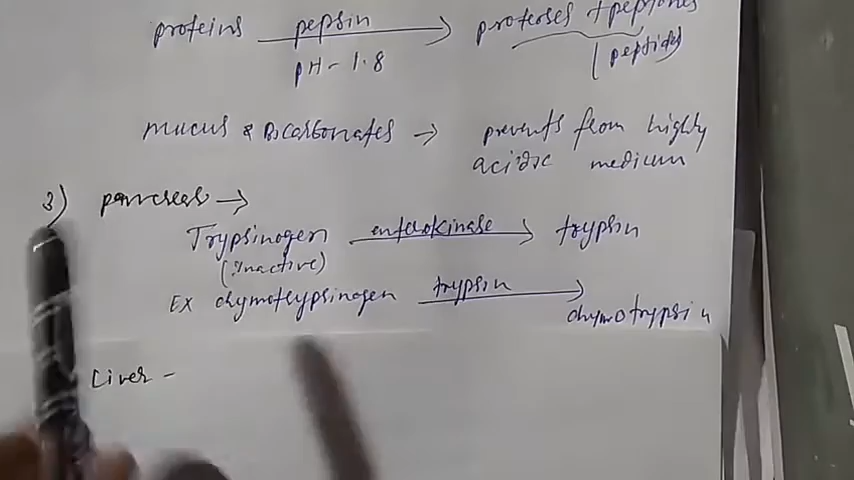 proteins pepsin → proteoses + peptones
pH - 1.8 peptides
mucus & Bicarbonates → prevents from highly
acidic medium
3) pancreas →
Trypsinogen enterokinase → trypsin
(Inactive)
Ex chymotrypsinogen trypsin → chymotrypsin
Liver -